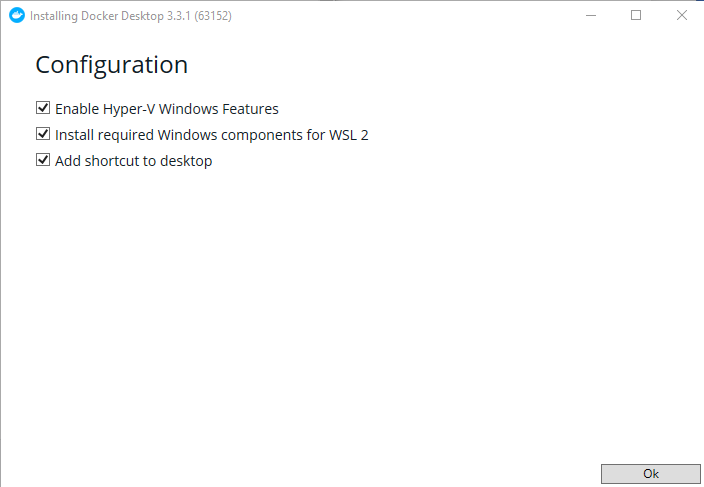 Installing Docker Desktop 3.3.1 (63152)
Configuration
Enable Hyper-V Windows Features
Install required Windows components for WSL 2
Add shortcut to desktop
Ok